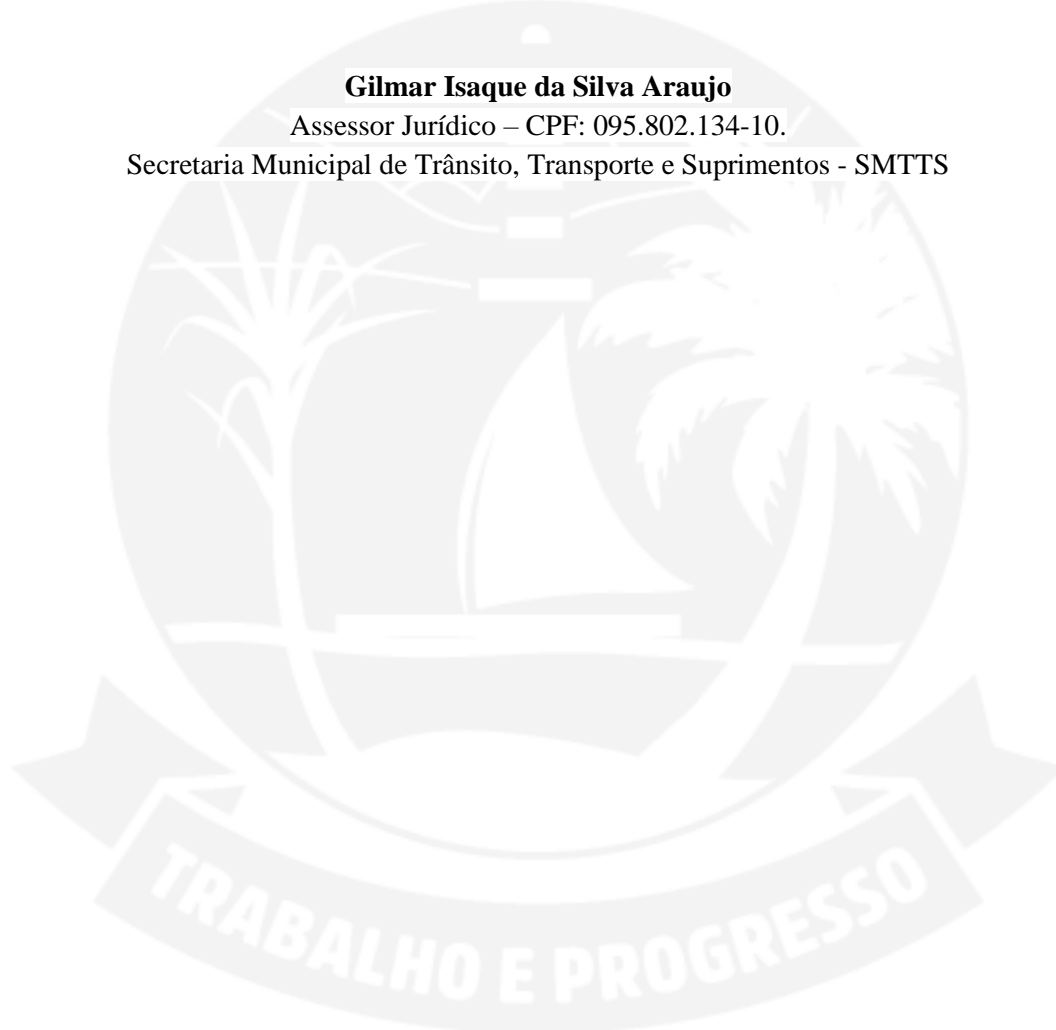 Gilmar Isaque da Silva Araujo
Assessor Jurídico – CPF: 095.802.134-10.
Secretaria Municipal de Trânsito, Transporte e Suprimentos - SMTTS
TRABALHO E PROGRESSO